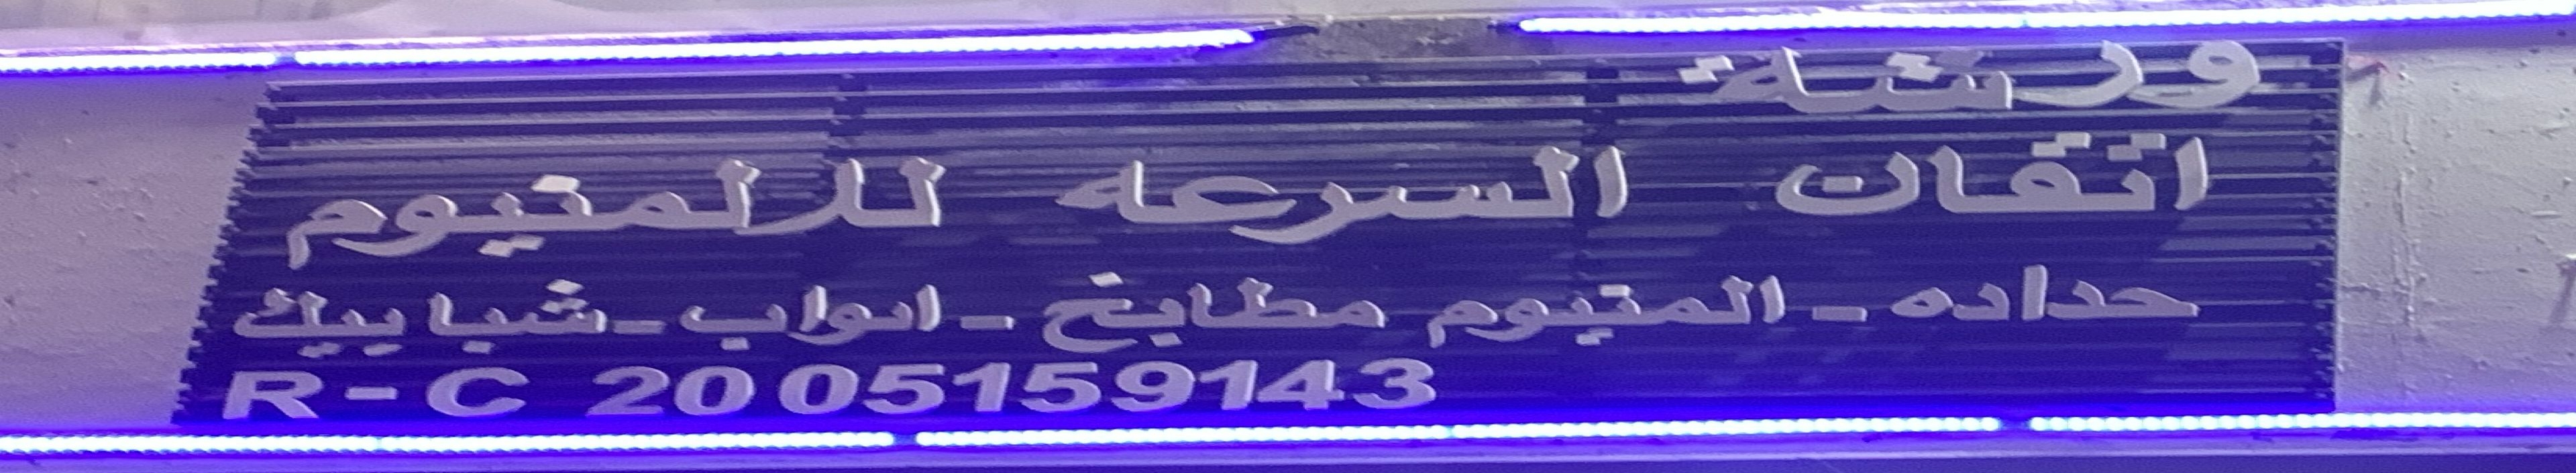 ورشة
اتقان السرعه للالمنيوم
حداده - المنيوم مطابخ - ابواب - شبابيك
R-C 2005159143